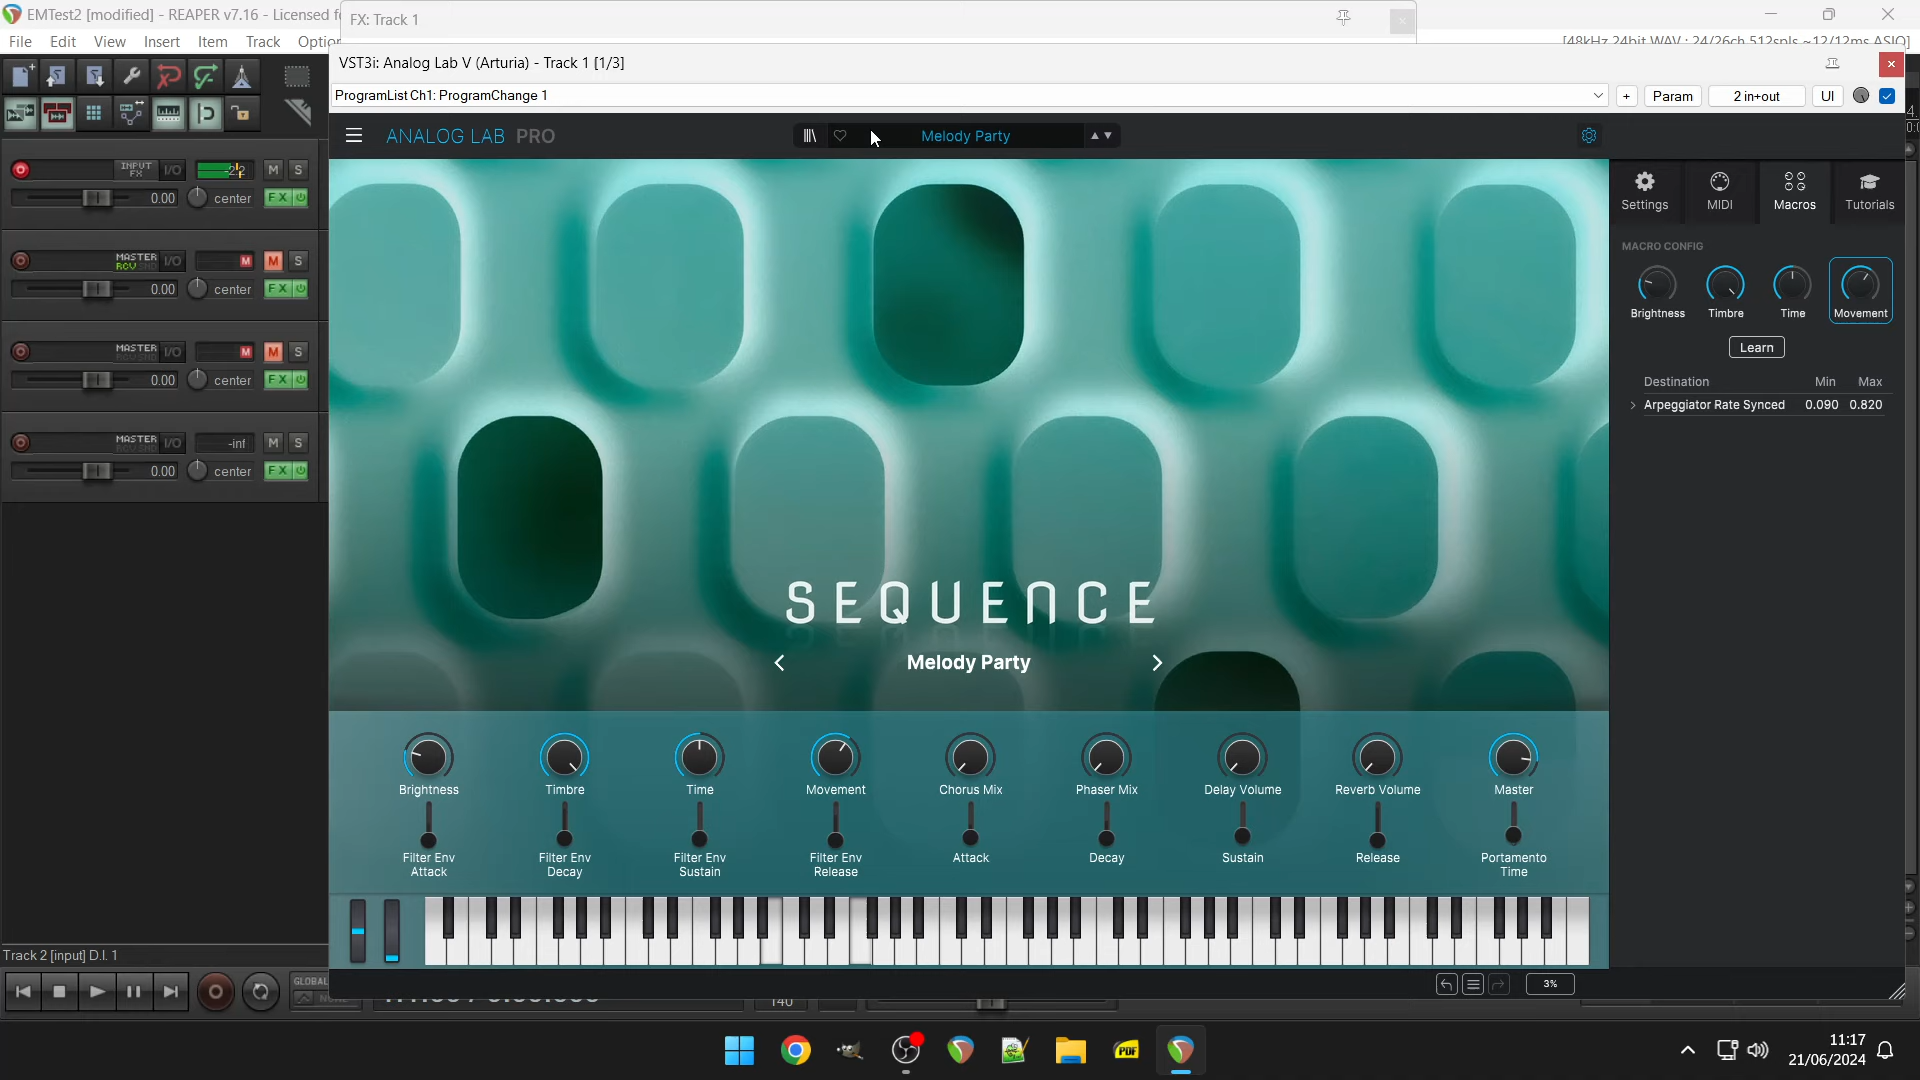 EMTest2 [modified] - REAPER v7.16 - Licensed f
FX: Track 1
File Edit View Insert Item Track Optio
[48kHz 24bit WAV : 24/26ch 512spls ~12/12ms ASIO]
VST3i: Analog Lab V (Arturia) - Track 1 [1/3]
ProgramList Ch1: ProgramChange 1
+ Param 2 in+out UI
ANALOG LAB PRO
Melody Party
INPUT FX I/O -2.2 M S
0.00 center FX
MASTER RCV I/O M M S
0.00 center FX
MASTER I/O M M S
0.00 center FX
MASTER I/O -inf M S
0.00 center FX
Settings MIDI Macros Tutorials
MACRO CONFIG
Brightness Timbre Time Movement
Learn
Destination Min Max
Arpeggiator Rate Synced 0.090 0.820
SEQUENCE
Melody Party
Brightness Timbre Time Movement Chorus Mix Phaser Mix Delay Volume Reverb Volume Master
Filter Env Attack
Filter Env Decay
Filter Env Sustain
Filter Env Release
Attack
Decay
Sustain
Release
Portamento Time
Track 2 [input] D.I. 1
GLOBAL
NONE
140
3%
PDF
11:17
21/06/2024